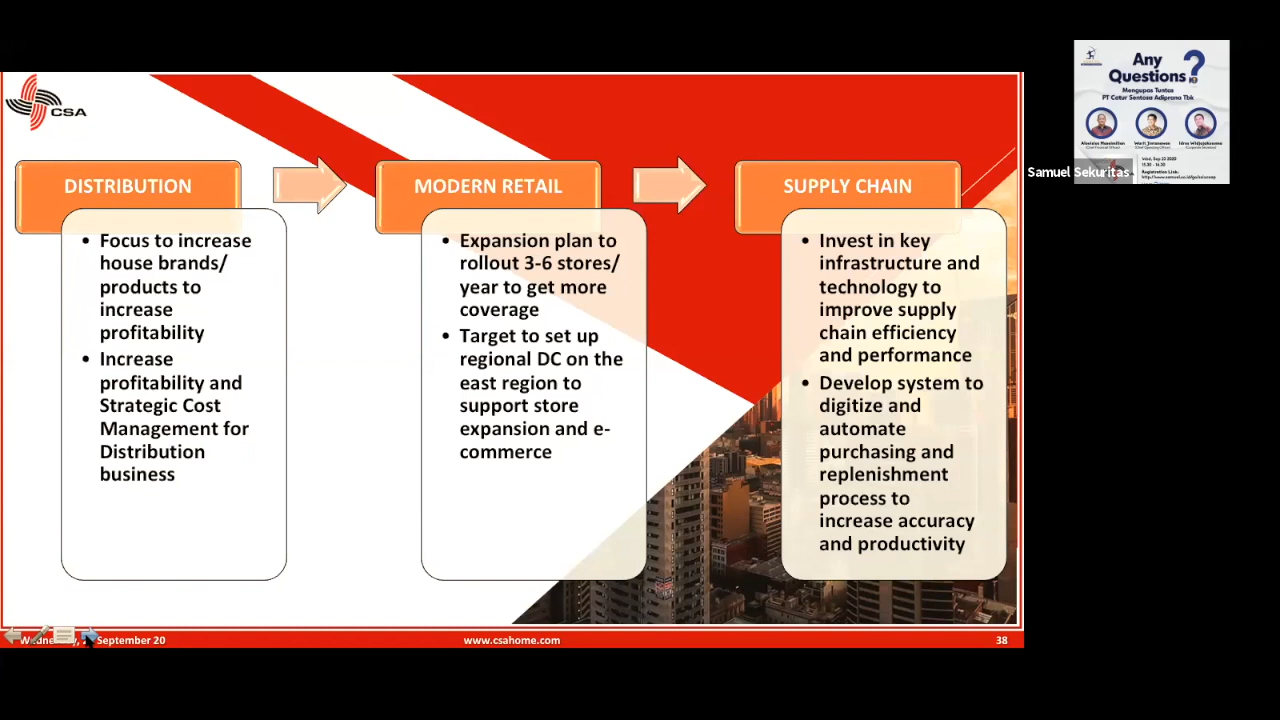 CSA
DISTRIBUTION
• Focus to increase
house brands/
products to
increase
profitability
• Increase
profitability and
Strategic Cost
Management for
Distribution
business
MODERN RETAIL
• Expansion plan to
rollout 3-6 stores/
year to get more
coverage
• Target to set up
regional DC on the
east region to
support store
expansion and e-
commerce
SUPPLY CHAIN
• Invest in key
infrastructure and
technology to
improve supply
chain efficiency
and performance
• Develop system to
digitize and
automate
purchasing and
replenishment
process to
increase accuracy
and productivity
September 20
www.csahome.com
38
Any
Questions ?
Mengupas Tuntas
PT Catur Sentosa Adiprana Tbk
Samuel Sekuritas
Registration Link: